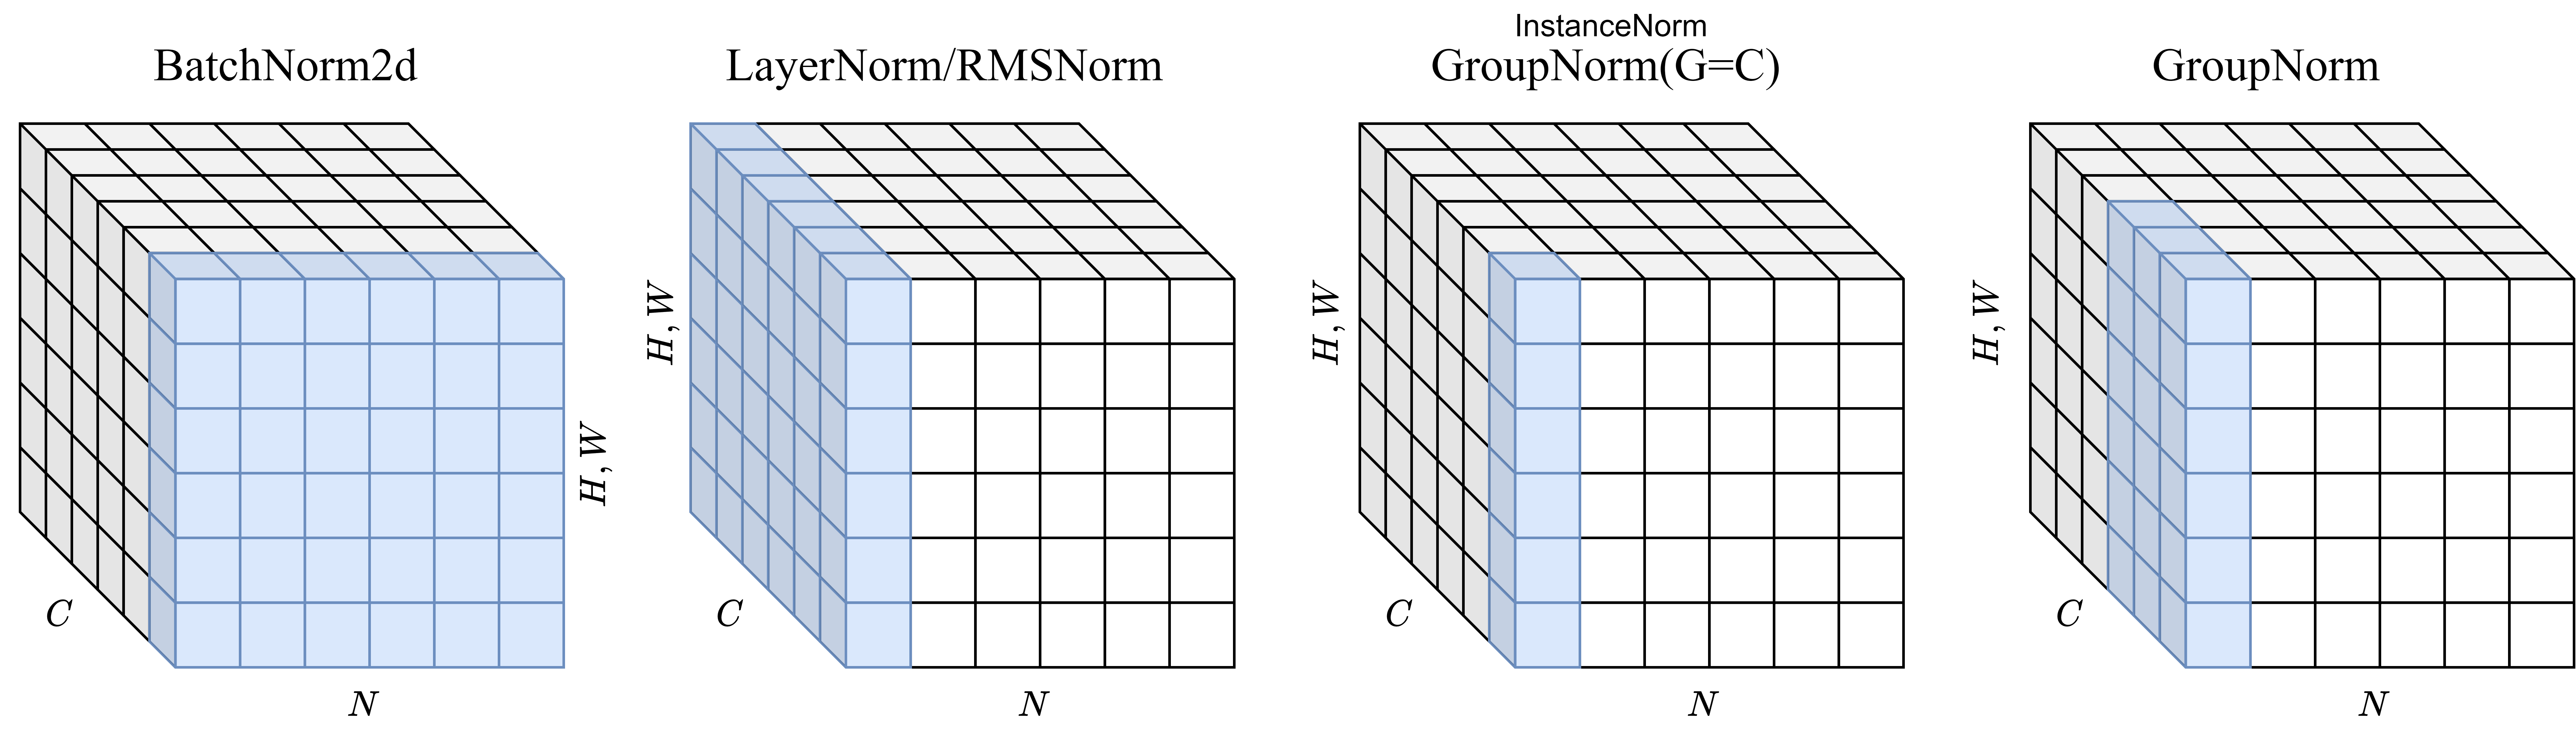 BatchNorm2d
C
N
H, W
LayerNorm/RMSNorm
H, W
C
N
InstanceNorm
GroupNorm(G=C)
H, W
C
N
GroupNorm
H, W
C
N